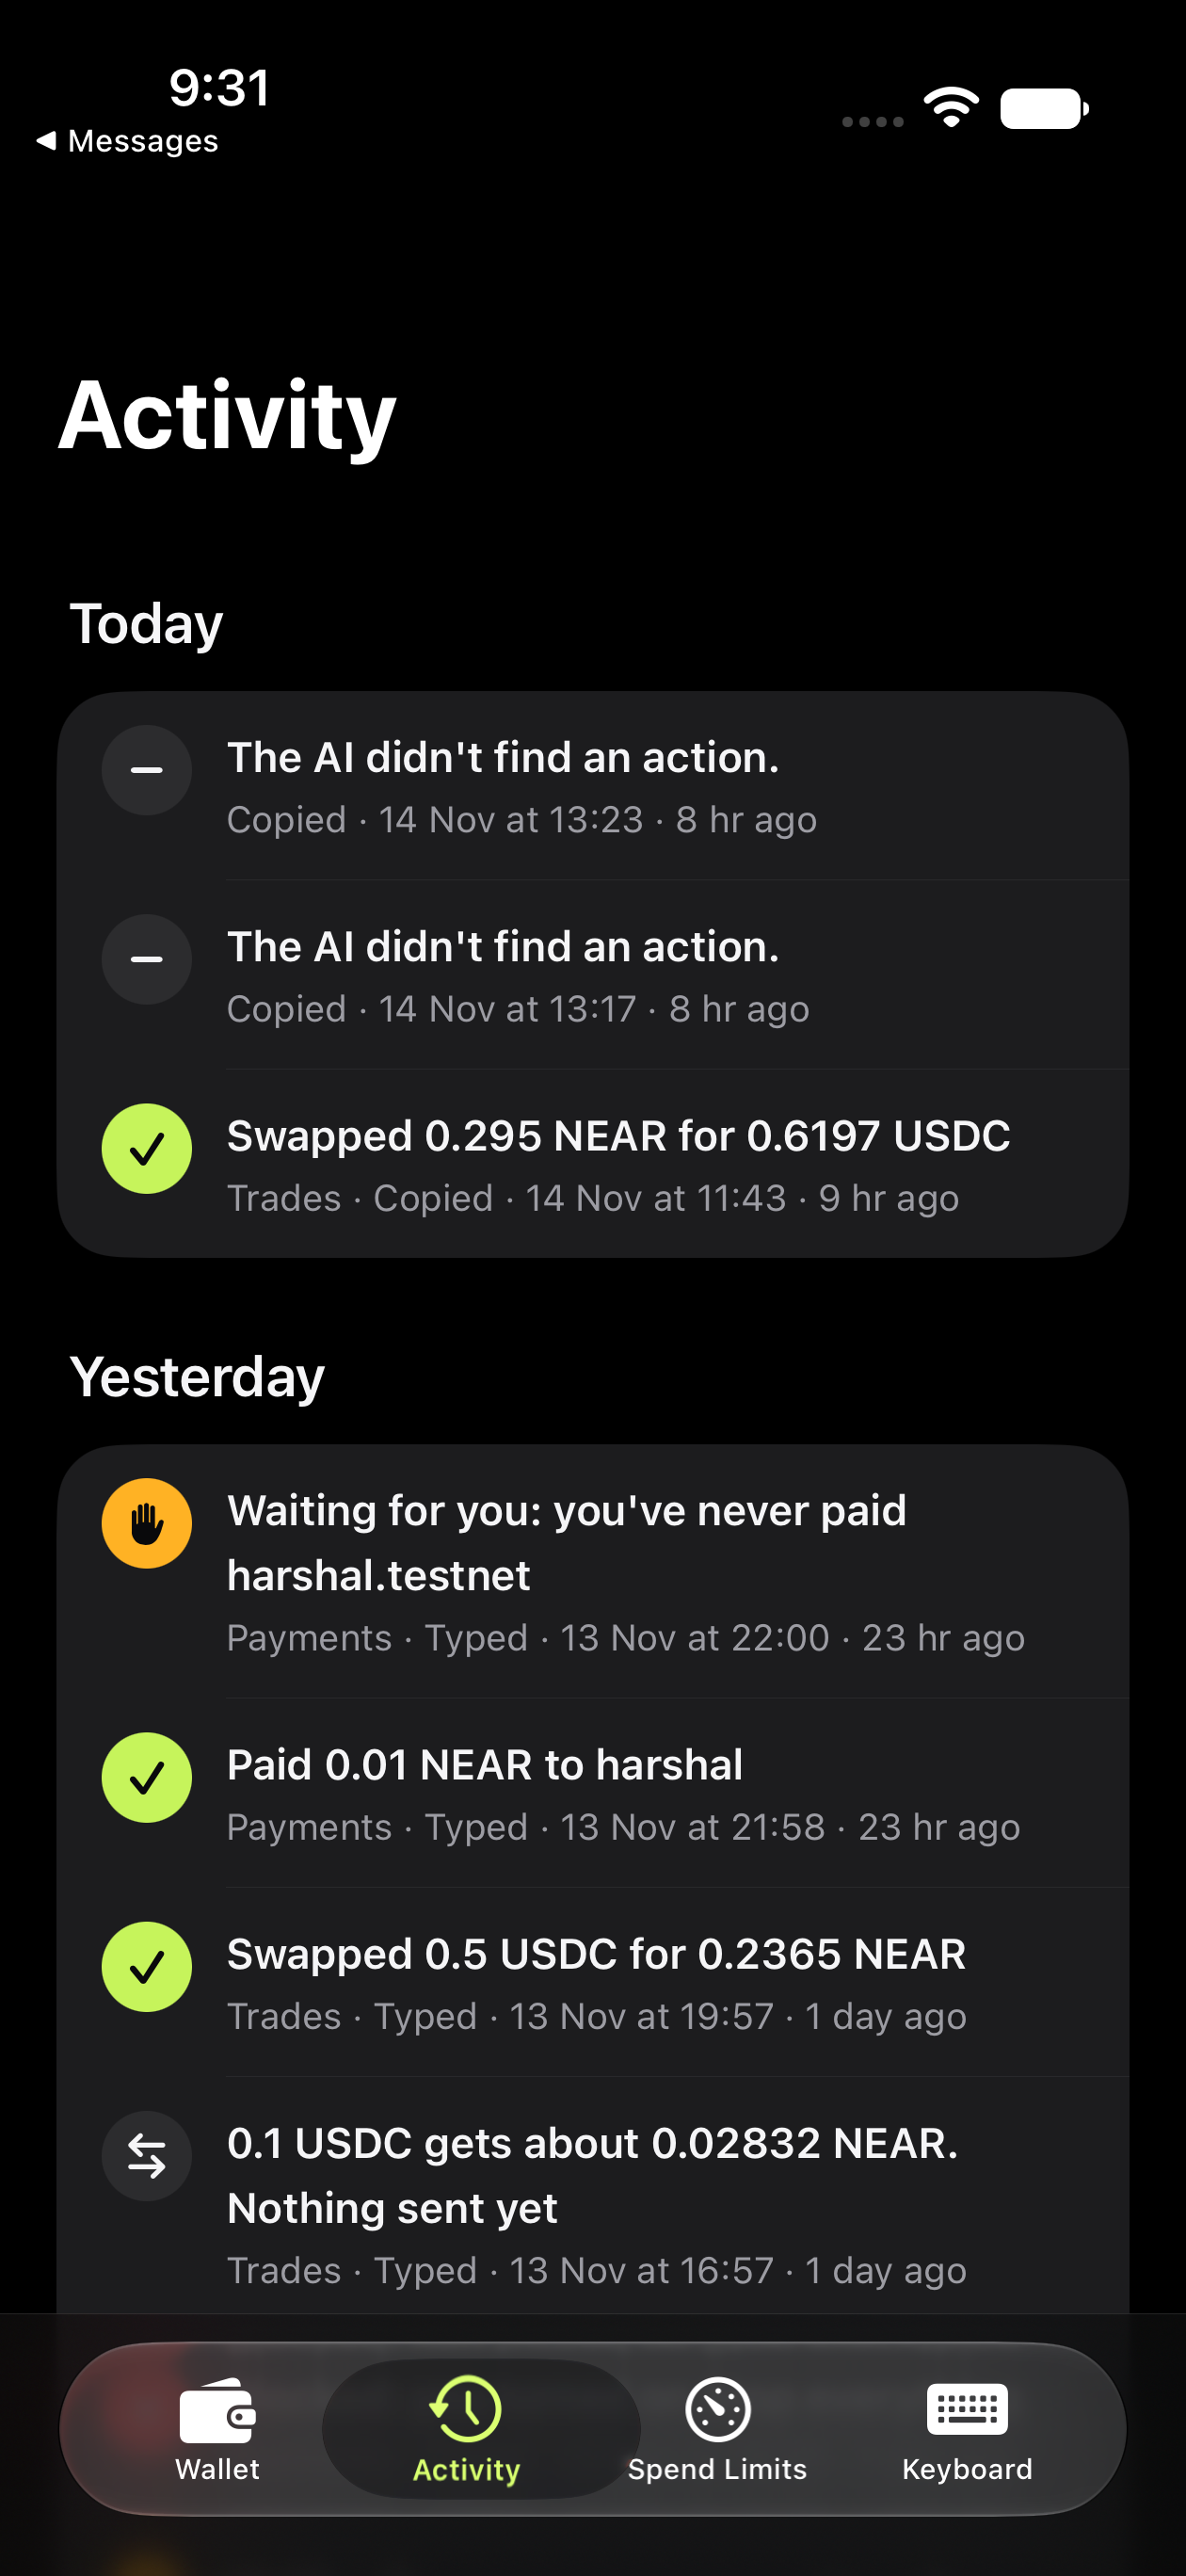 9:31
Messages
Activity
Today
The AI didn't find an action.
Copied · 14 Nov at 13:23 · 8 hr ago
The AI didn't find an action.
Copied · 14 Nov at 13:17 · 8 hr ago
Swapped 0.295 NEAR for 0.6197 USDC
Trades · Copied · 14 Nov at 11:43 · 9 hr ago
Yesterday
Waiting for you: you've never paid
harshal.testnet
Payments · Typed · 13 Nov at 22:00 · 23 hr ago
Paid 0.01 NEAR to harshal
Payments · Typed · 13 Nov at 21:58 · 23 hr ago
Swapped 0.5 USDC for 0.2365 NEAR
Trades · Typed · 13 Nov at 19:57 · 1 day ago
0.1 USDC gets about 0.02832 NEAR.
Nothing sent yet
Trades · Typed · 13 Nov at 16:57 · 1 day ago
Wallet
Activity
Spend Limits
Keyboard